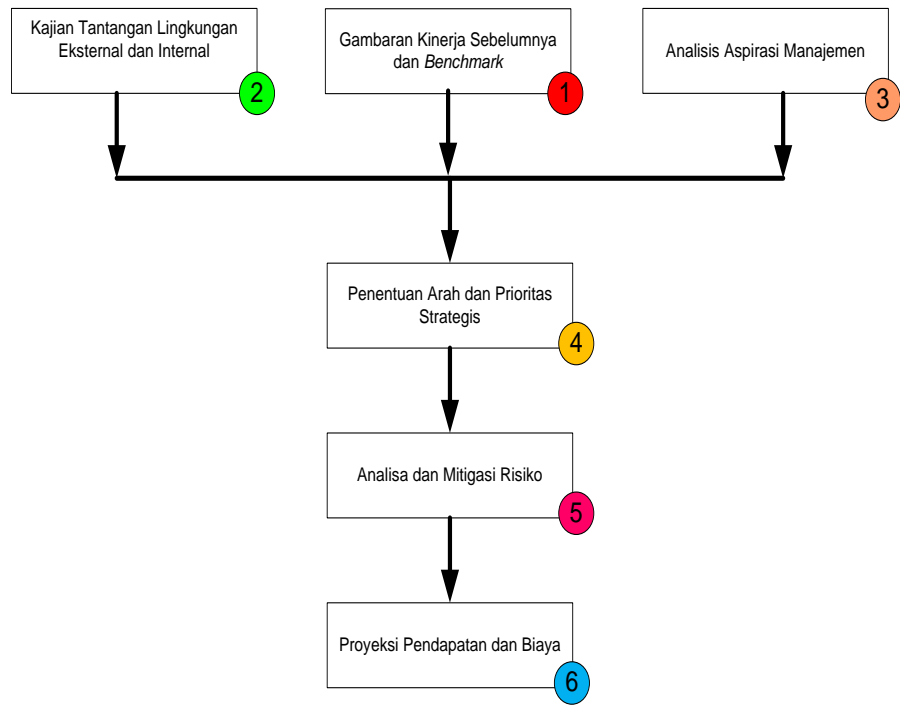 Kajian Tantangan Lingkungan
Eksternal dan Internal
2
Gambaran Kinerja Sebelumnya
dan Benchmark
1
Analisis Aspirasi Manajemen
3
Penentuan Arah dan Prioritas
Strategis
4
Analisa dan Mitigasi Risiko
5
Proyeksi Pendapatan dan Biaya
6